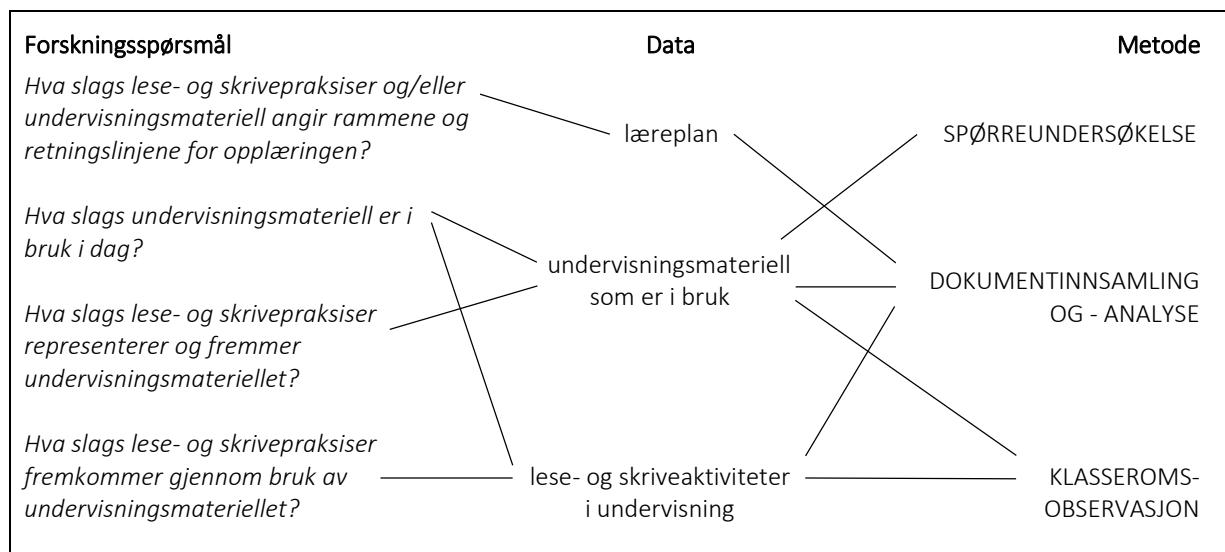 Forskningsspørsmål
Data
Metode
Hva slags lese- og skrivepraksiser og/eller
undervisningsmateriell angir rammene og
retningslinjene for opplæringen?
læreplan
SPØRREUNDERSØKELSE
Hva slags undervisningsmateriell er i
bruk i dag?
undervisningsmateriell
som er i bruk
DOKUMENTINNSAMLING
OG - ANALYSE
Hva slags lese- og skrivepraksiser
representerer og fremmer
undervisningsmateriellet?
Hva slags lese- og skrivepraksiser
fremkommer gjennom bruk av
undervisningsmateriellet?
lese- og skriveaktiviteter
i undervisning
KLASSEROMS-
OBSERVASJON